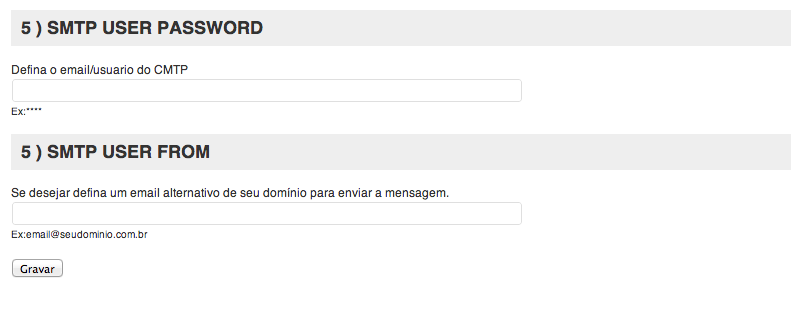 5 ) SMTP USER PASSWORD
Defina o email/usuario do CMTP
Ex:****
5 ) SMTP USER FROM
Se desejar defina um email alternativo de seu domínio para enviar a mensagem.
Ex:email@seudominio.com.br
Gravar